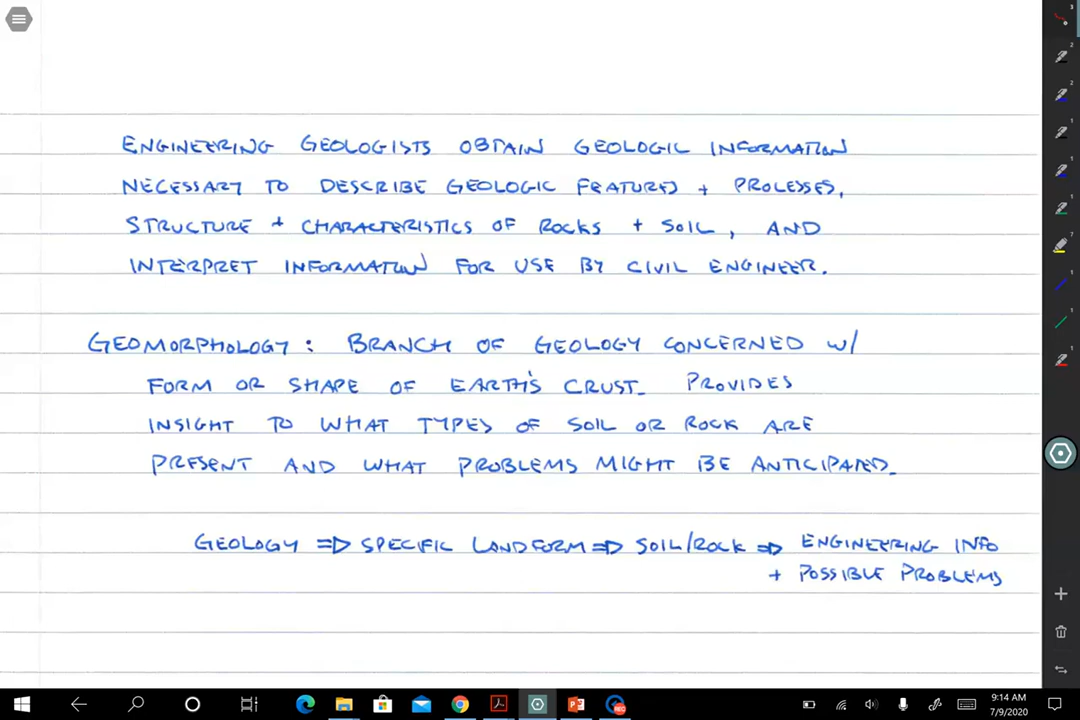 ENGINEERING GEOLOGISTS OBTAIN GEOLOGIC INFORMATION
NECESSARY TO DESCRIBE GEOLOGIC FEATURES + PROCESSES,
STRUCTURE + CHARACTERISTICS OF ROCKS + SOIL, AND
INTERPRET INFORMATION FOR USE BY CIVIL ENGINEER.
GEOMORPHOLOGY: BRANCH OF GEOLOGY CONCERNED W/
FORM OR SHAPE OF EARTH'S CRUST. PROVIDES
INSIGHT TO WHAT TYPES OF SOIL OR ROCK ARE
PRESENT AND WHAT PROBLEMS MIGHT BE ANTICIPATED.
GEOLOGY ⇒ SPECIFIC LANDFORM ⇒ SOIL/ROCK ⇒ ENGINEERING INFO
+ POSSIBLE PROBLEMS
9:14 AM
7/9/2020